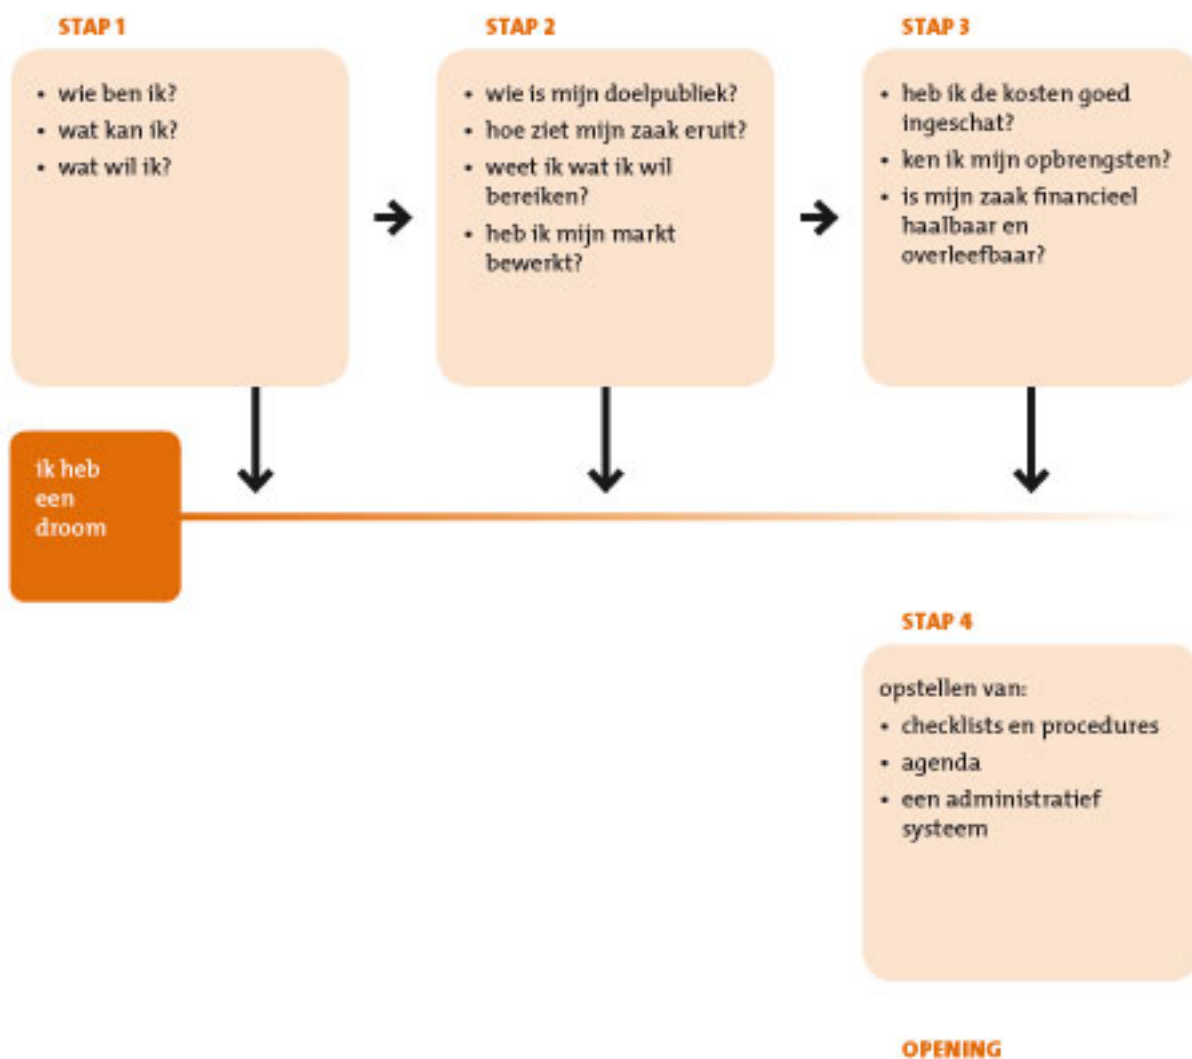 STAP 1
• wie ben ik?
• wat kan ik?
• wat wil ik?
STAP 2
• wie is mijn doelpubliek?
• hoe ziet mijn zaak eruit?
• weet ik wat ik wil
bereiken?
• heb ik mijn markt
bewerkt?
STAP 3
• heb ik de kosten goed
ingeschat?
• ken ik mijn opbrengsten?
• is mijn zaak financieel
haalbaar en
overleefbaar?
ik heb
een
droom
STAP 4
opstellen van:
• checklists en procedures
• agenda
• een administratief
systeem
OPENING